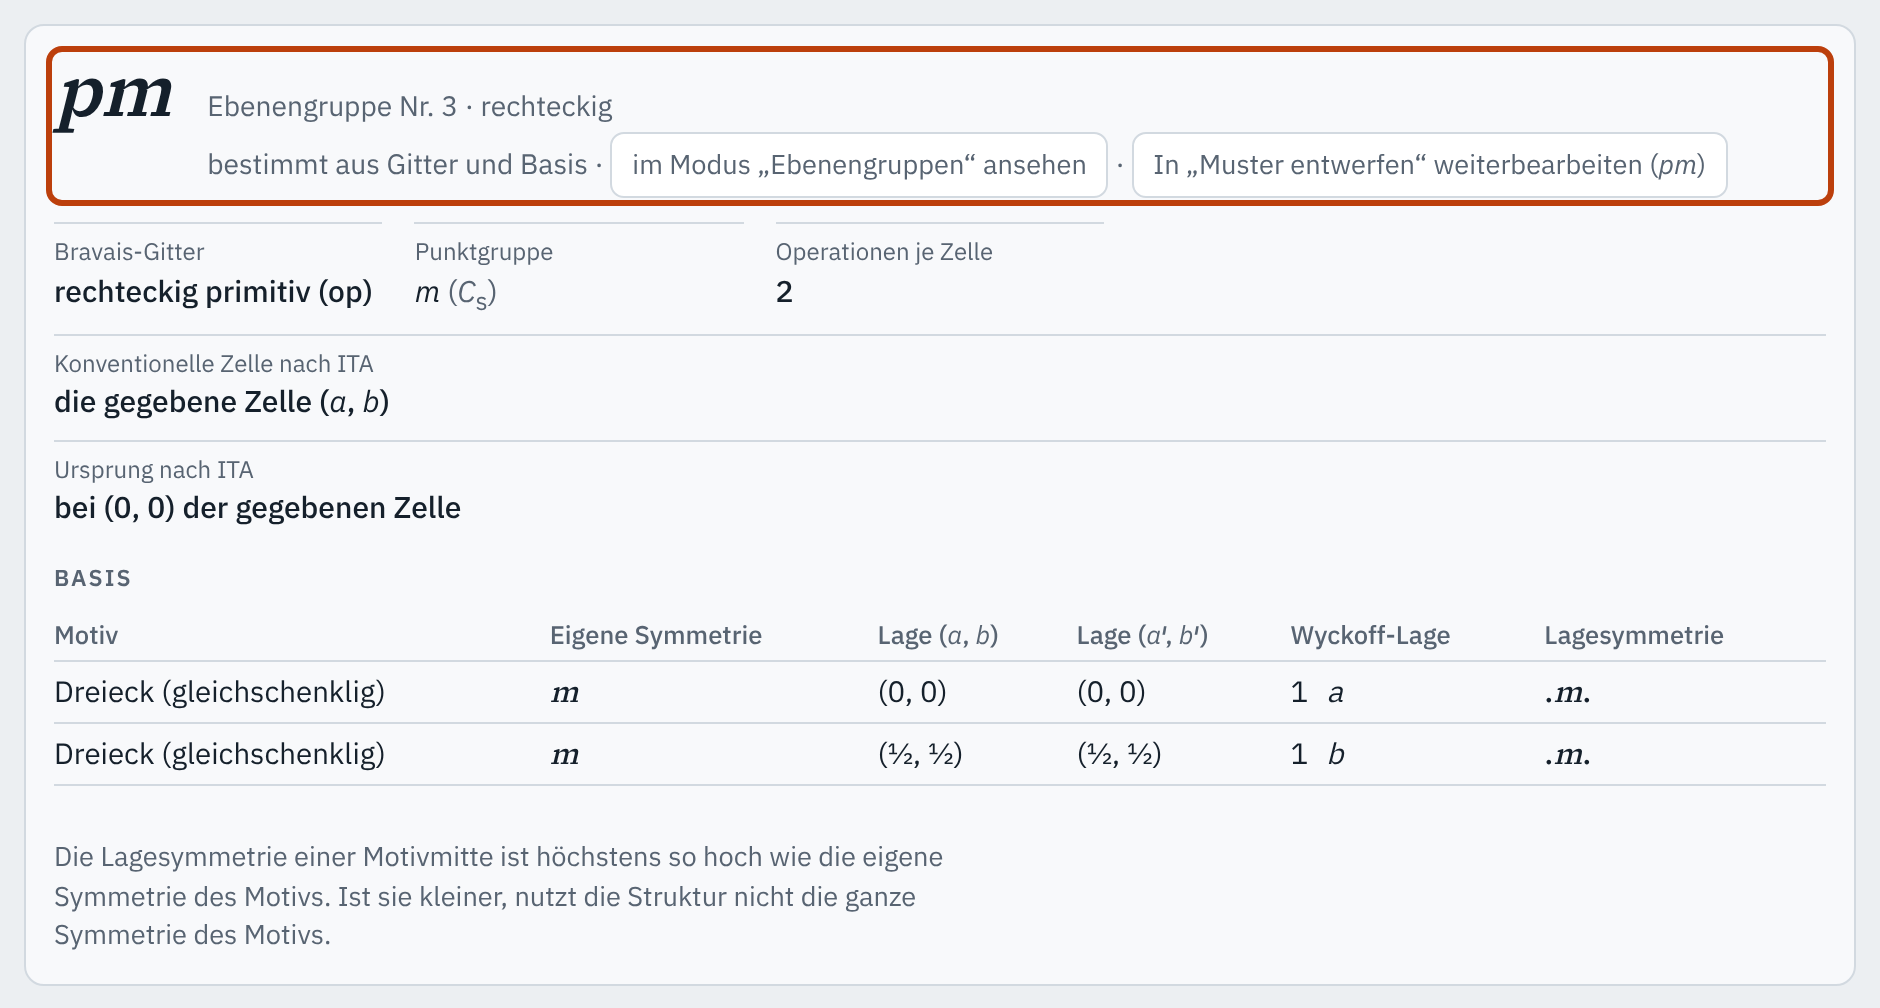 pm
Ebenengruppe Nr. 3 · rechteckig
bestimmt aus Gitter und Basis · im Modus „Ebenengruppen“ ansehen · In „Muster entwerfen“ weiterbearbeiten (pm)
Bravais-Gitter Punktgruppe Operationen je Zelle
rechteckig primitiv (op) m (Cs) 2
Konventionelle Zelle nach ITA
die gegebene Zelle (a, b)
Ursprung nach ITA
bei (0, 0) der gegebenen Zelle
BASIS
Motiv Eigene Symmetrie Lage (a, b) Lage (a', b') Wyckoff-Lage Lagesymmetrie
Dreieck (gleichschenklig) m (0, 0) (0, 0) 1 a .m.
Dreieck (gleichschenklig) m (½, ½) (½, ½) 1 b .m.
Die Lagesymmetrie einer Motivmitte ist höchstens so hoch wie die eigene
Symmetrie des Motivs. Ist sie kleiner, nutzt die Struktur nicht die ganze
Symmetrie des Motivs.